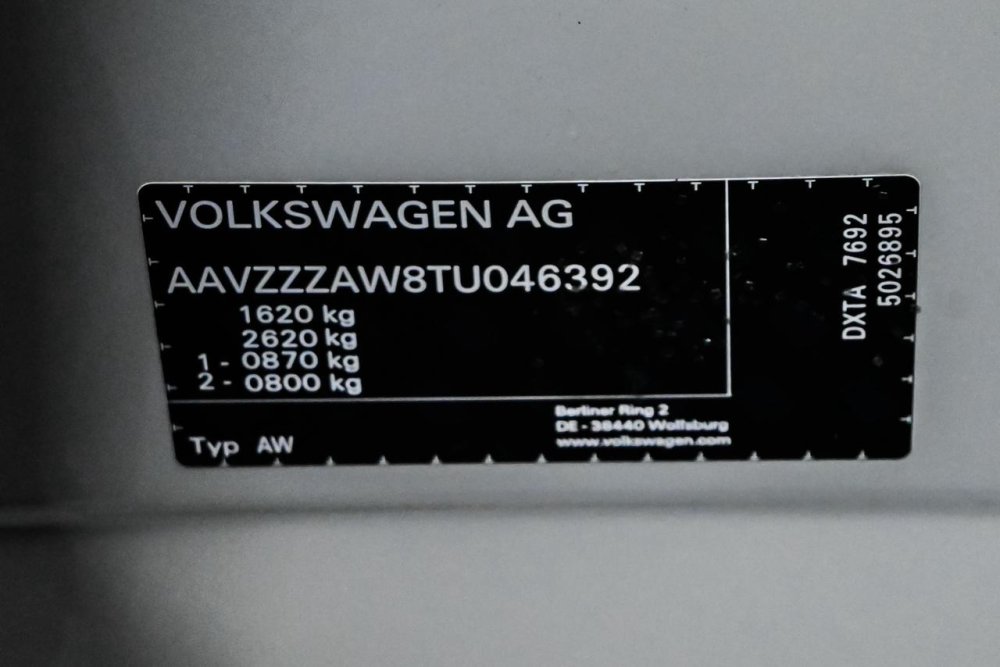 VOLKSWAGEN AG
AAVZZZAW8TU046392
1620 kg
2620 kg
1 - 0870 kg
2 - 0800 kg
Typ AW
Berliner Ring 2
DE - 38440 Wolfsburg
www.volkswagen.com
DXTA 7692
5026895